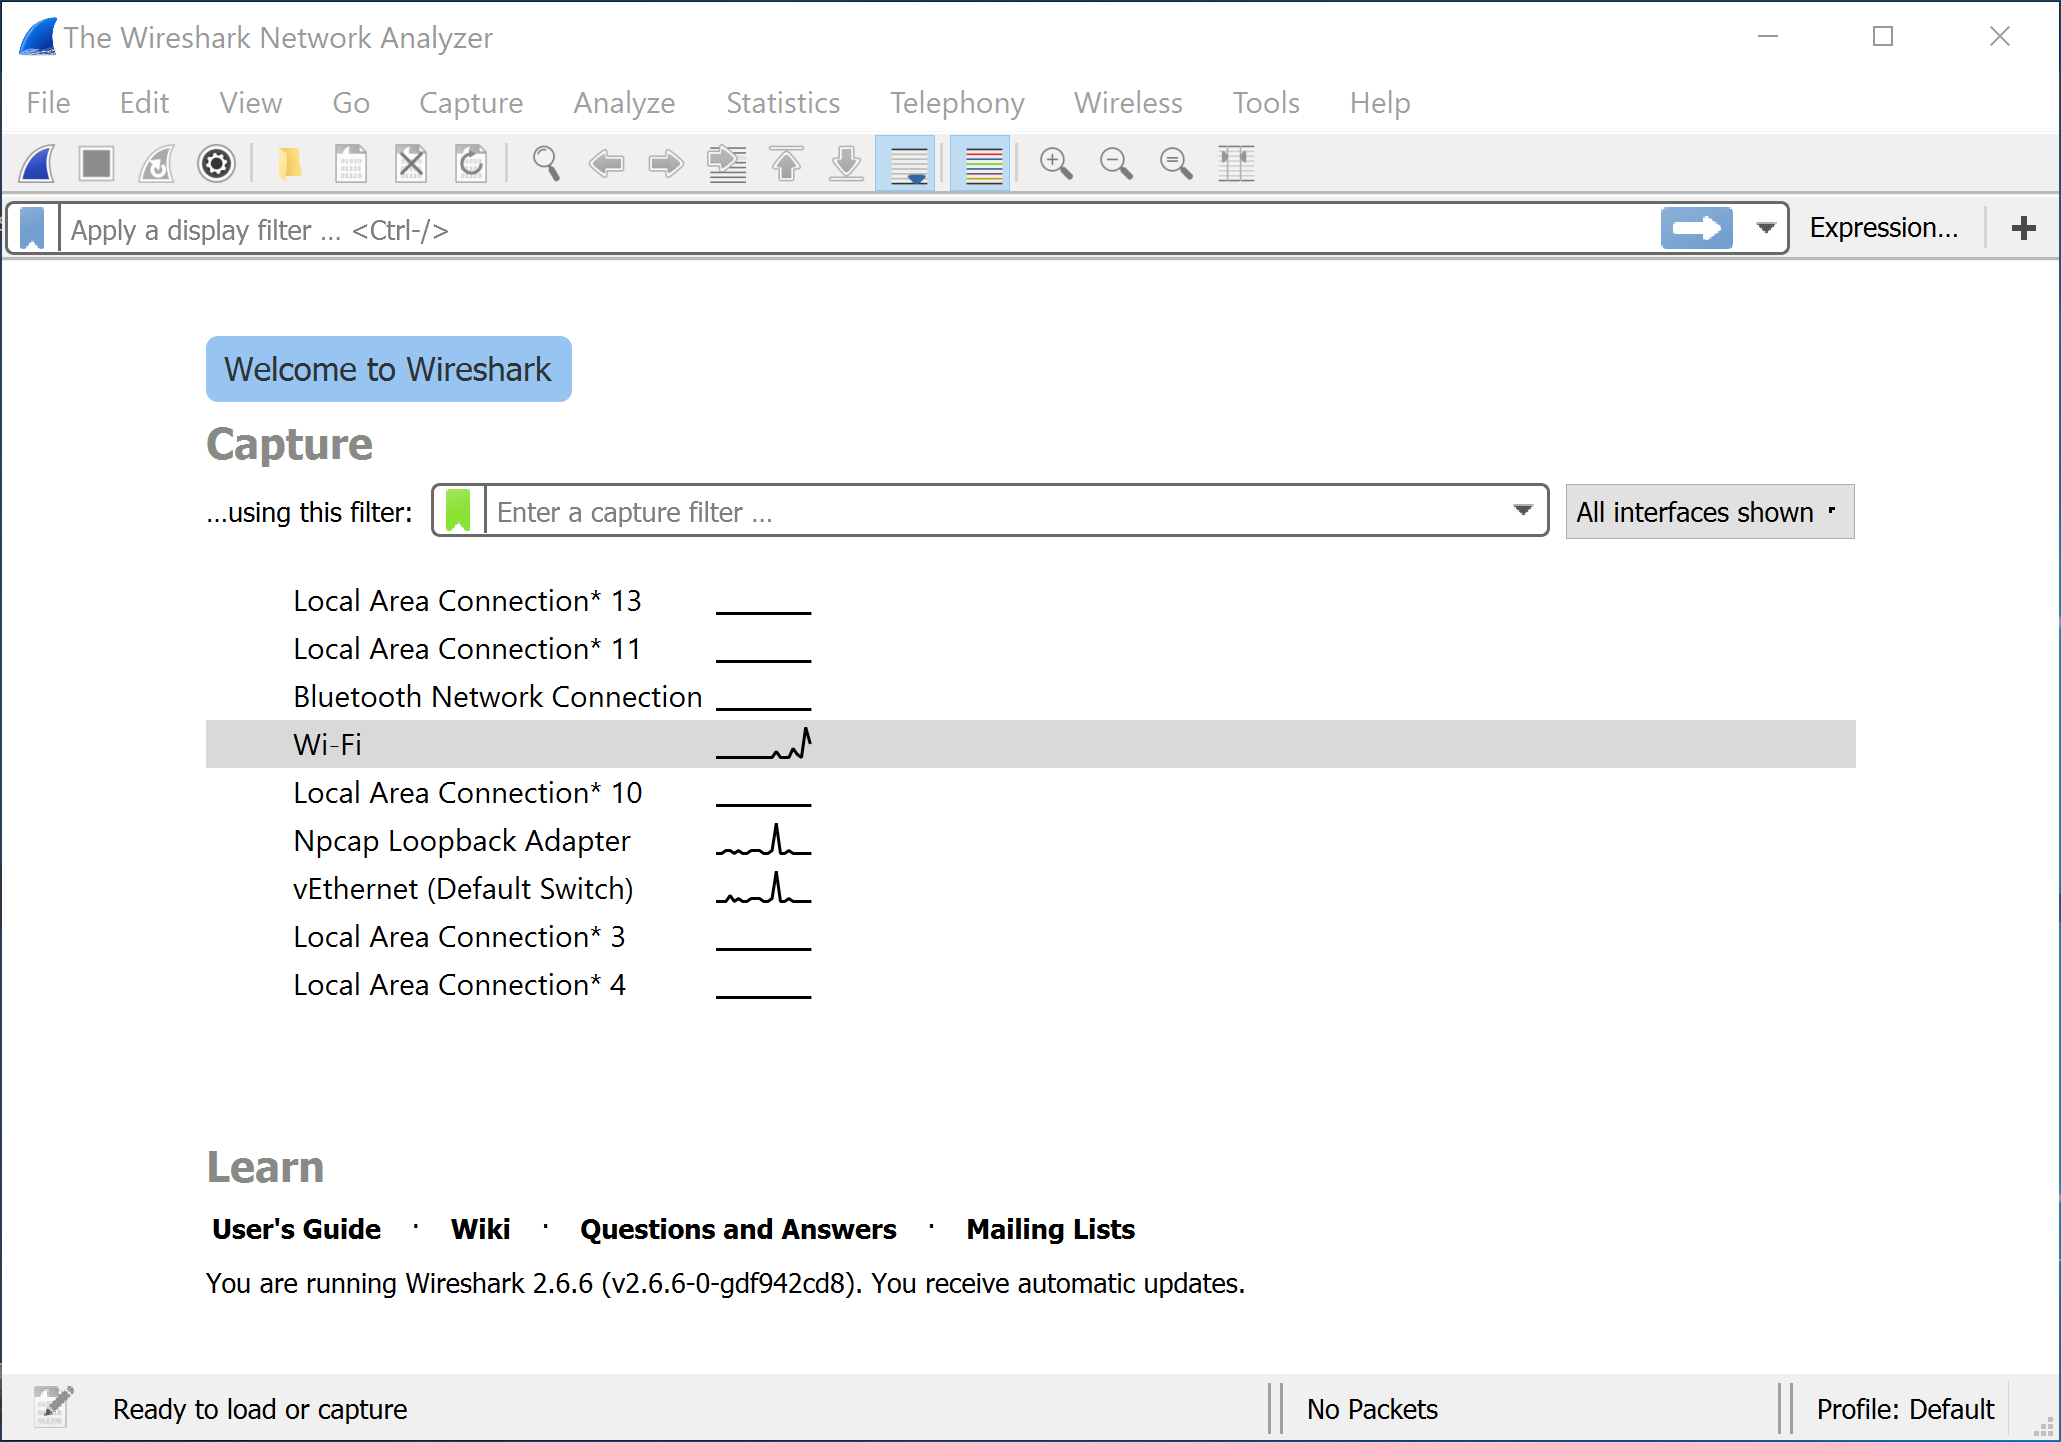 The Wireshark Network Analyzer
File Edit View Go Capture Analyze Statistics Telephony Wireless Tools Help
Apply a display filter ... <Ctrl-/> Expression...
Welcome to Wireshark
Capture
...using this filter: Enter a capture filter ... All interfaces shown
Local Area Connection* 13
Local Area Connection* 11
Bluetooth Network Connection
Wi-Fi
Local Area Connection* 10
Npcap Loopback Adapter
vEthernet (Default Switch)
Local Area Connection* 3
Local Area Connection* 4
Learn
User's Guide · Wiki · Questions and Answers · Mailing Lists
You are running Wireshark 2.6.6 (v2.6.6-0-gdf942cd8). You receive automatic updates.
Ready to load or capture No Packets Profile: Default